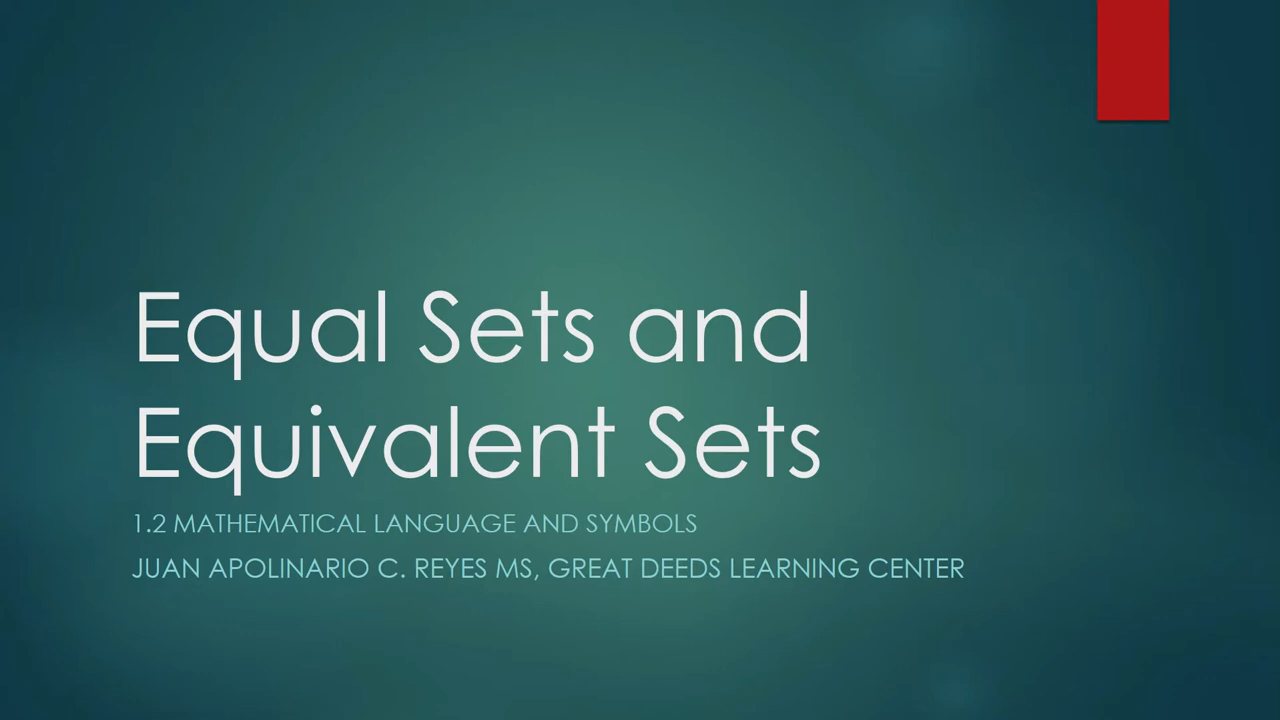 Equal Sets and
Equivalent Sets
1.2 MATHEMATICAL LANGUAGE AND SYMBOLS
JUAN APOLINARIO C. REYES MS, GREAT DEEDS LEARNING CENTER